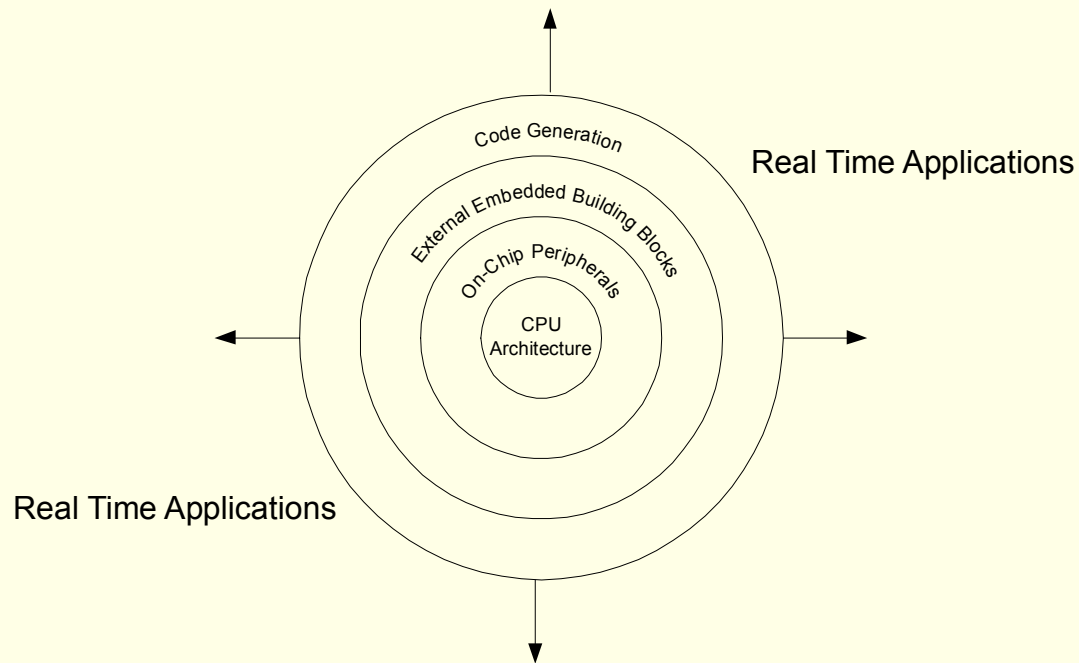 Code Generation
Real Time Applications
External Embedded Building Blocks
On-Chip Peripherals
CPU
Architecture
Real Time Applications